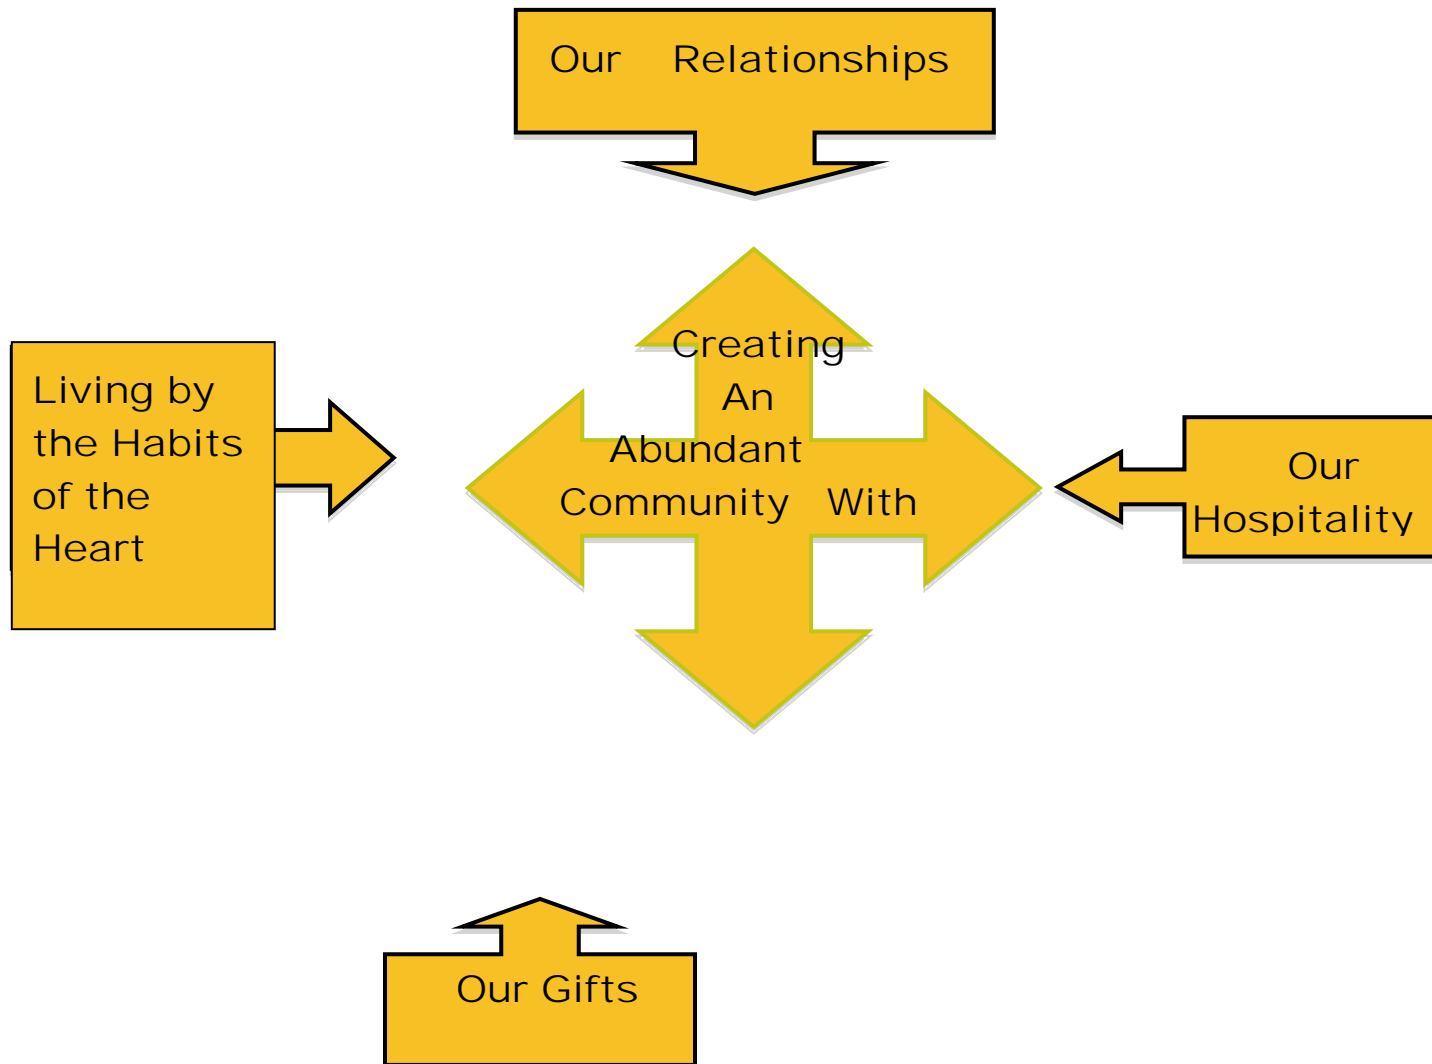 Our Relationships
Creating
An
Abundant
Community With
Living by
the Habits
of the
Heart
Our
Hospitality
Our Gifts